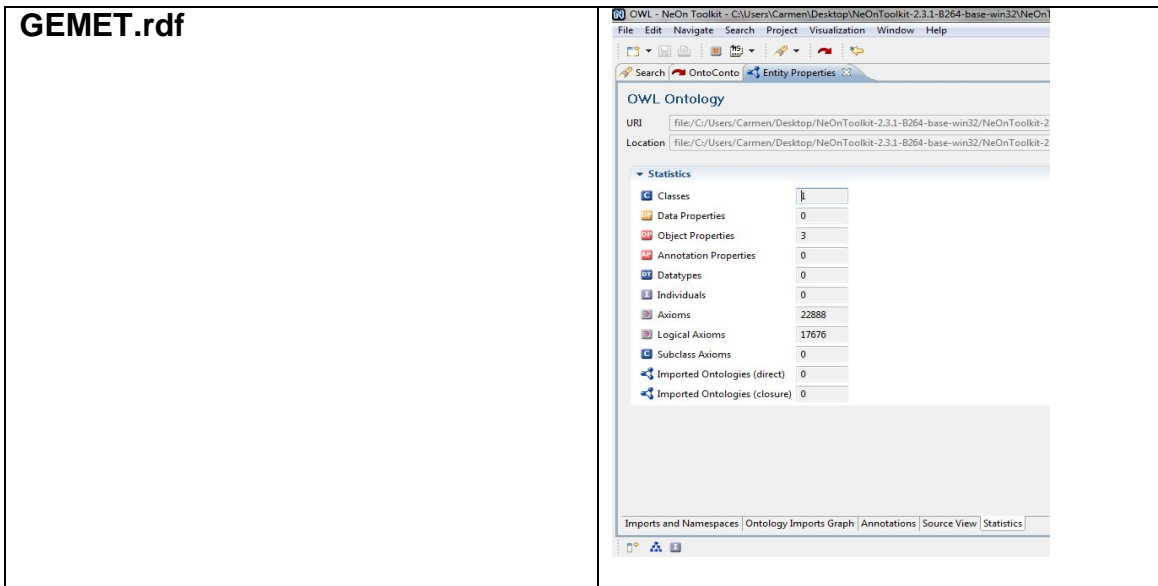 GEMET.rdf
OWL - NeOn Toolkit - C:\Users\Carmen\Desktop\NeOnToolkit-2.3.1-B264-base-win32\NeOnT
File Edit Navigate Search Project Visualization Window Help
Search OntoConto Entity Properties
OWL Ontology
URI file:/C:/Users/Carmen/Desktop/NeOnToolkit-2.3.1-B264-base-win32/NeOnToolkit-2
Location file:/C:/Users/Carmen/Desktop/NeOnToolkit-2.3.1-B264-base-win32/NeOnToolkit-2
Statistics
C Classes 1
Data Properties 0
OP Object Properties 3
AP Annotation Properties 0
DT Datatypes 0
I Individuals 0
Axioms 22888
Logical Axioms 17676
C Subclass Axioms 0
Imported Ontologies (direct) 0
Imported Ontologies (closure) 0
Imports and Namespaces Ontology Imports Graph Annotations Source View Statistics